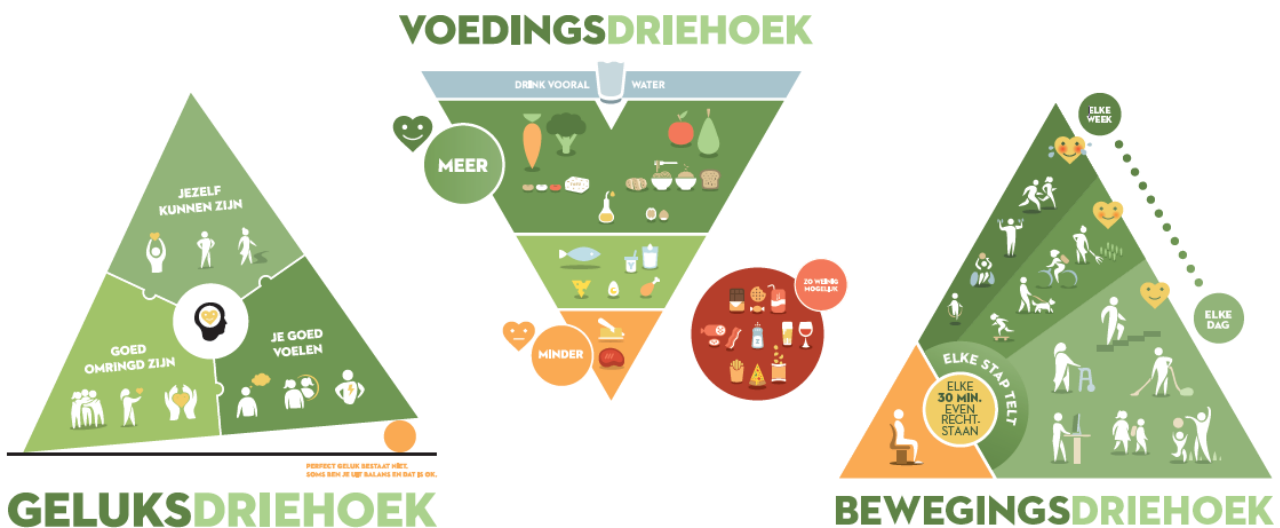 VOEDINGSDRIEHOEK
DRINK VOORAL WATER
MEER
MINDER
ZO WEINIG
MOGELIJK
JEZELF
KUNNEN ZIJN
GOED
OMRINGD ZIJN
JE GOED
VOELEN
PERFECT GELUK BESTAAT NIET,
SOMS BEN JE UIT BALANS EN DAT IS OK.
GELUKSDRIEHOEK
ELKE
WEEK
ELKE
DAG
ELKE STAP TELT
ELKE
30 MIN.
EVEN
RECHT-
STAAN
BEWEGINGSDRIEHOEK